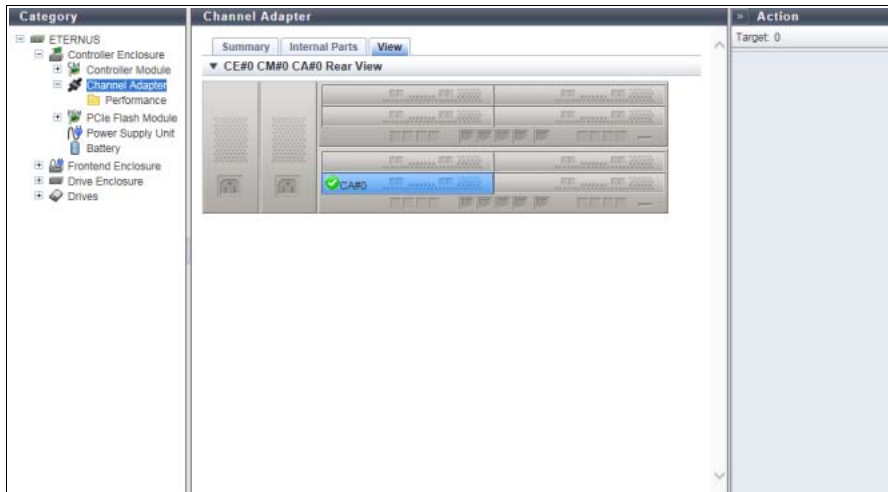 Category
ETERNUS
Controller Enclosure
Controller Module
Channel Adapter
Performance
PCIe Flash Module
Power Supply Unit
Battery
Frontend Enclosure
Drive Enclosure
Drives
Channel Adapter
Summary Internal Parts View
▼ CE#0 CM#0 CA#0 Rear View
CA#0
» Action
Target: 0